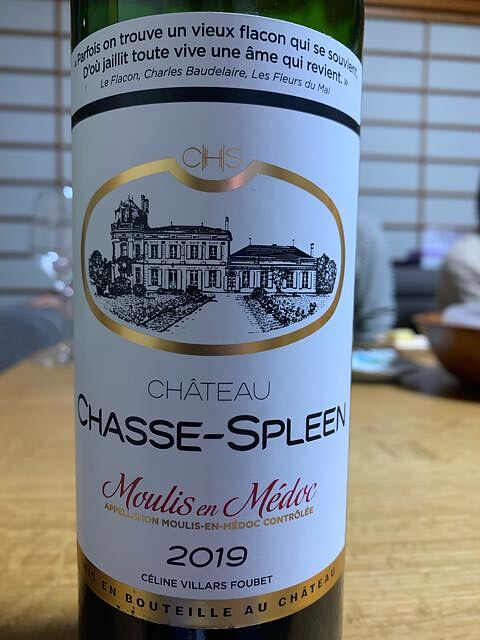 « Parfois on trouve un vieux flacon qui se souvient,
D'où jaillit toute vive une âme qui revient. »
Le Flacon, Charles Baudelaire, Les Fleurs du Mal
CHS
CHÂTEAU
CHASSE-SPLEEN
Moulis en Médoc
APPELLATION MOULIS-EN-MÉDOC CONTRÔLÉE
2019
CÉLINE VILLARS FOUBET
MIS EN BOUTEILLE AU CHÂTEAU